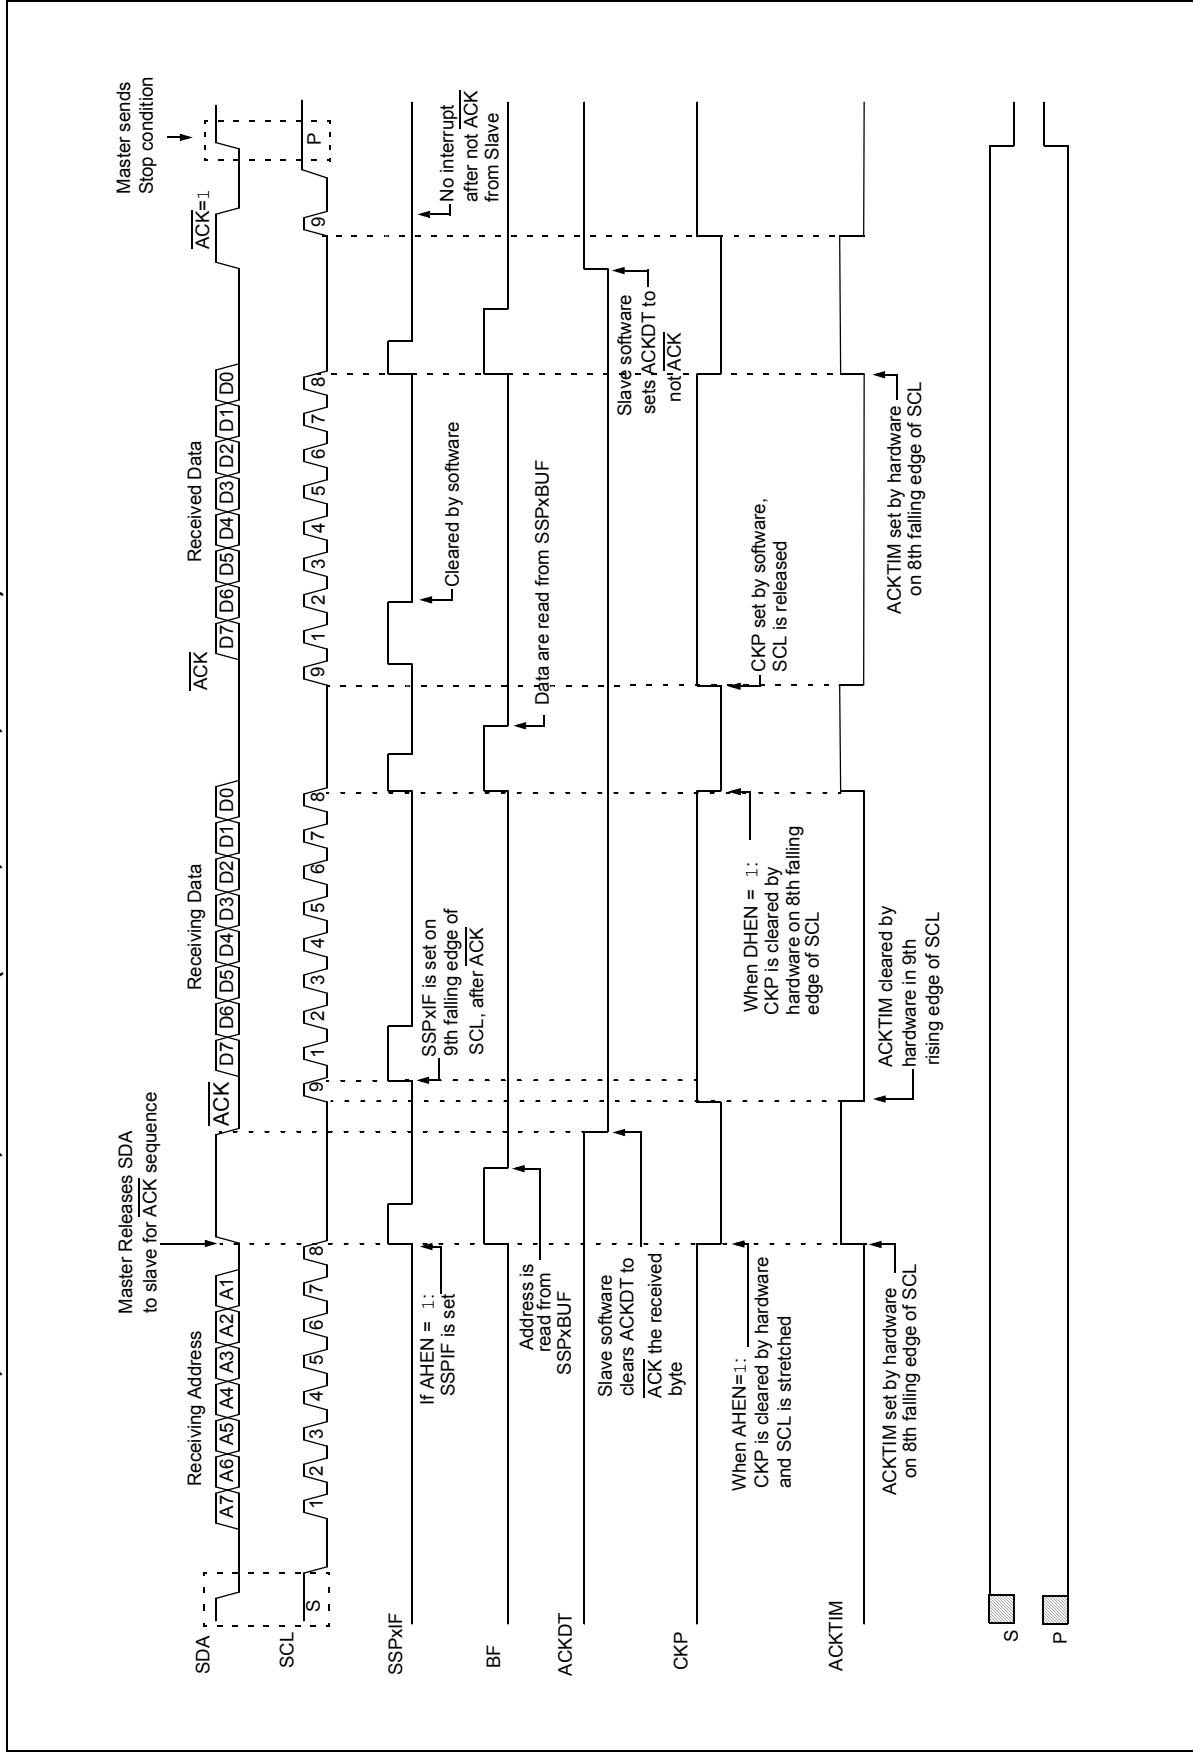 Master Releases SDA
to slave for ACK sequence
Master sends
Stop condition
Receiving Address
Receiving Data
Received Data
ACK
ACK
ACK=1
SDA
A7 A6 A5 A4 A3 A2 A1
D7 D6 D5 D4 D3 D2 D1 D0
D7 D6 D5 D4 D3 D2 D1 D0
SCL
S
1 2 3 4 5 6 7 8
9
1 2 3 4 5 6 7 8
9
1 2 3 4 5 6 7 8
9
P
SSPxIF
If AHEN = 1:
SSPIF is set
SSPxIF is set on
9th falling edge of
SCL, after ACK
Cleared by software
No interrupt
after not ACK
from Slave
BF
Address is
read from
SSPxBUF
Data are read from SSPxBUF
ACKDT
Slave software
clears ACKDT to
ACK the received
byte
Slave software
sets ACKDT to
not ACK
CKP
When AHEN=1:
CKP is cleared by hardware
and SCL is stretched
When DHEN = 1:
CKP is cleared by
hardware on 8th falling
edge of SCL
CKP set by software,
SCL is released
ACKTIM
ACKTIM set by hardware
on 8th falling edge of SCL
ACKTIM cleared by
hardware in 9th
rising edge of SCL
ACKTIM set by hardware
on 8th falling edge of SCL
S
P